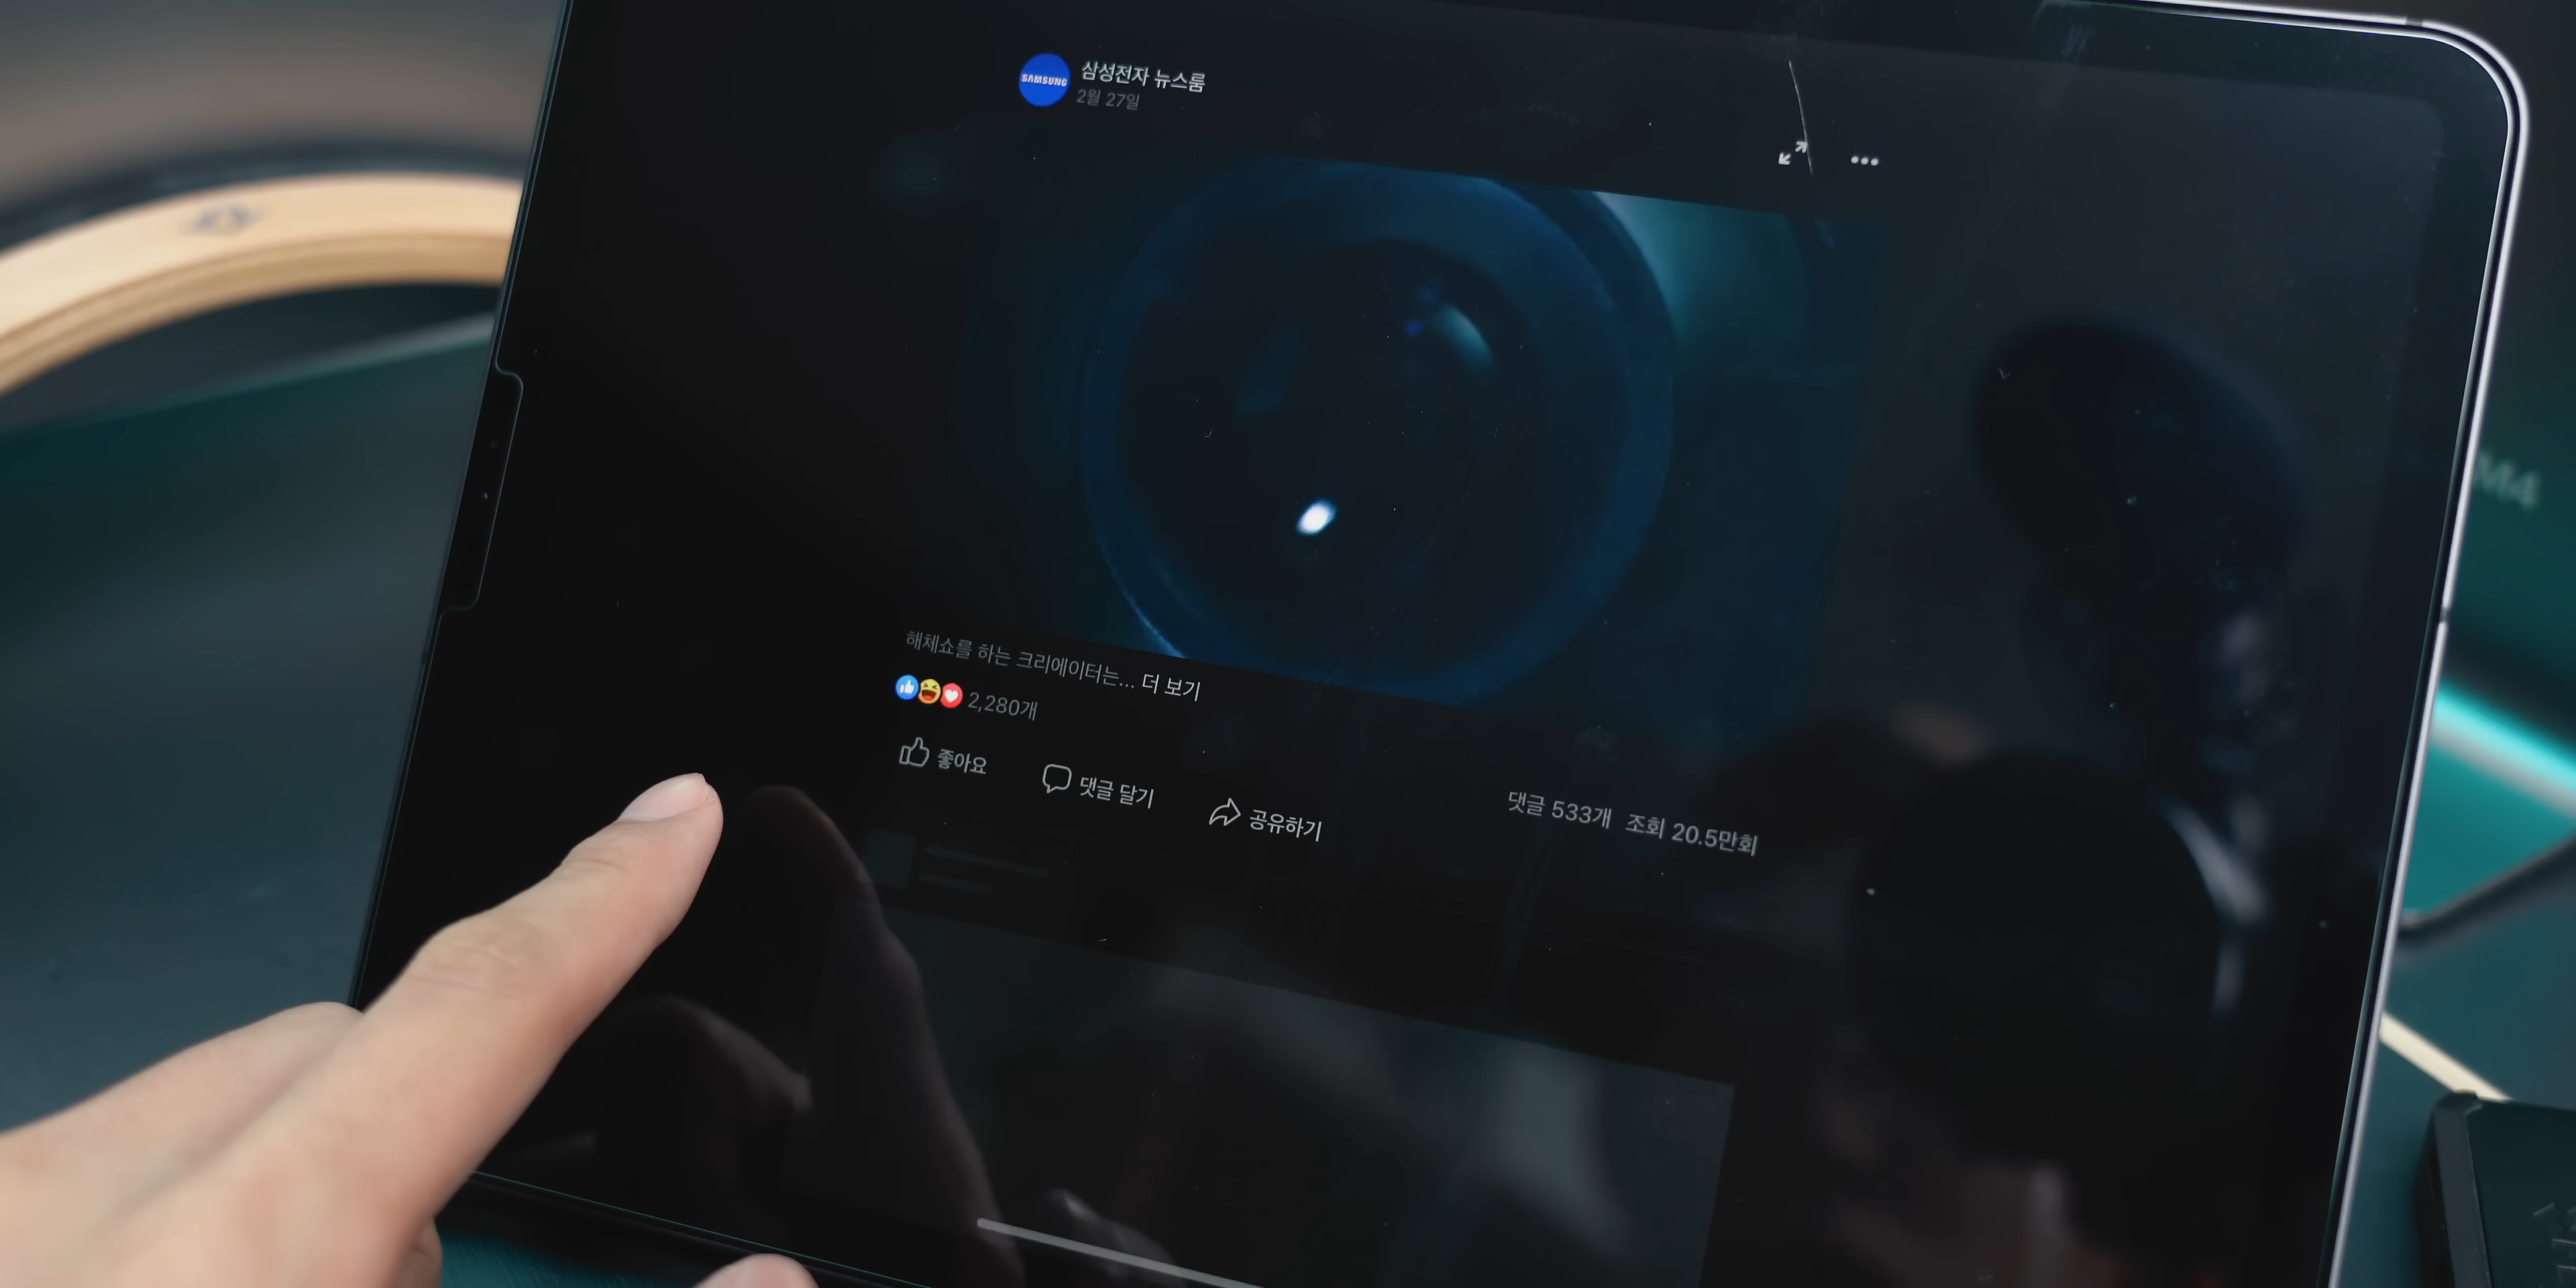 SAMSUNG
삼성전자 뉴스룸
2월 27일
해체쇼를 하는 크리에이터는... 더 보기
2,280개
좋아요
댓글 달기
공유하기
댓글 533개 조회 20.5만회